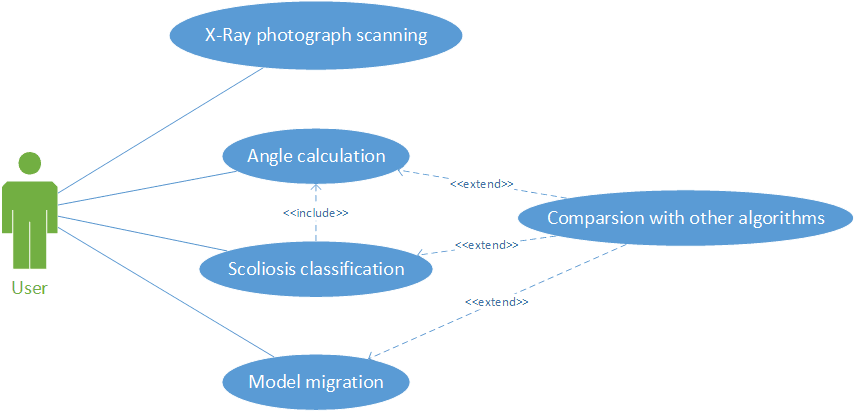 X-Ray photograph scanning
Angle calculation
<<extend>>
<<include>>
Comparsion with other algorithms
<<extend>>
Scoliosis classification
User
<<extend>>
Model migration